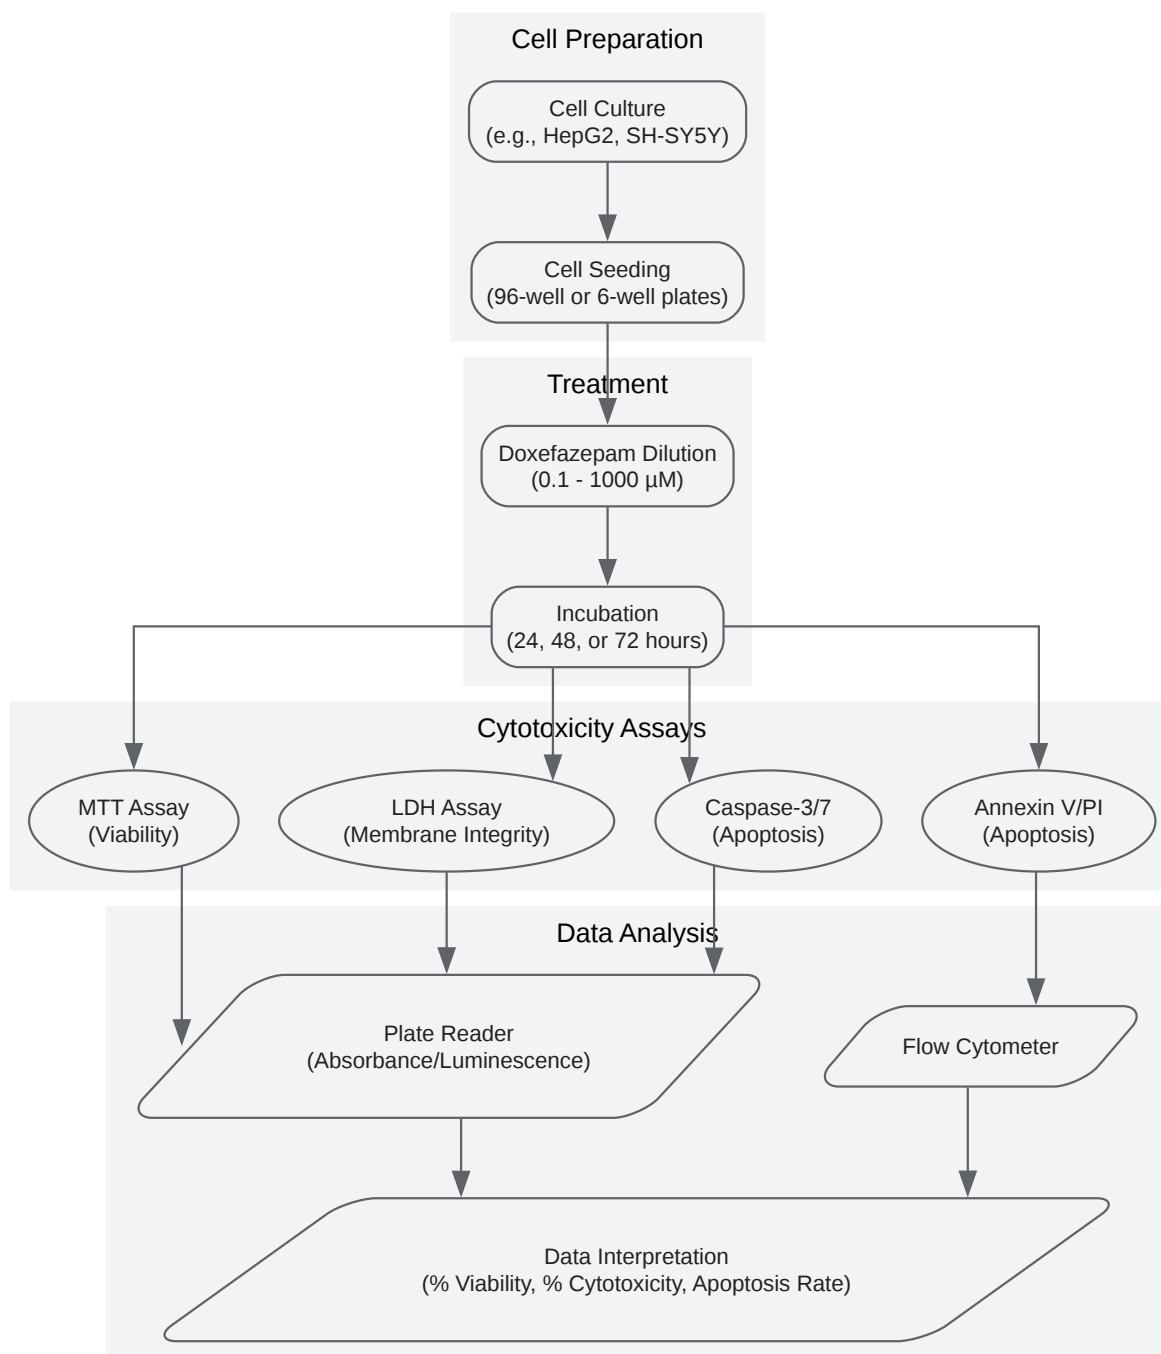 Cell Preparation
Cell Culture
(e.g., HepG2, SH-SY5Y)
Cell Seeding
(96-well or 6-well plates)
Treatment
Doxefazepam Dilution
(0.1 - 1000 µM)
Incubation
(24, 48, or 72 hours)
Cytotoxicity Assays
MTT Assay
(Viability)
LDH Assay
(Membrane Integrity)
Caspase-3/7
(Apoptosis)
Annexin V/PI
(Apoptosis)
Data Analysis
Plate Reader
(Absorbance/Luminescence)
Flow Cytometer
Data Interpretation
(% Viability, % Cytotoxicity, Apoptosis Rate)